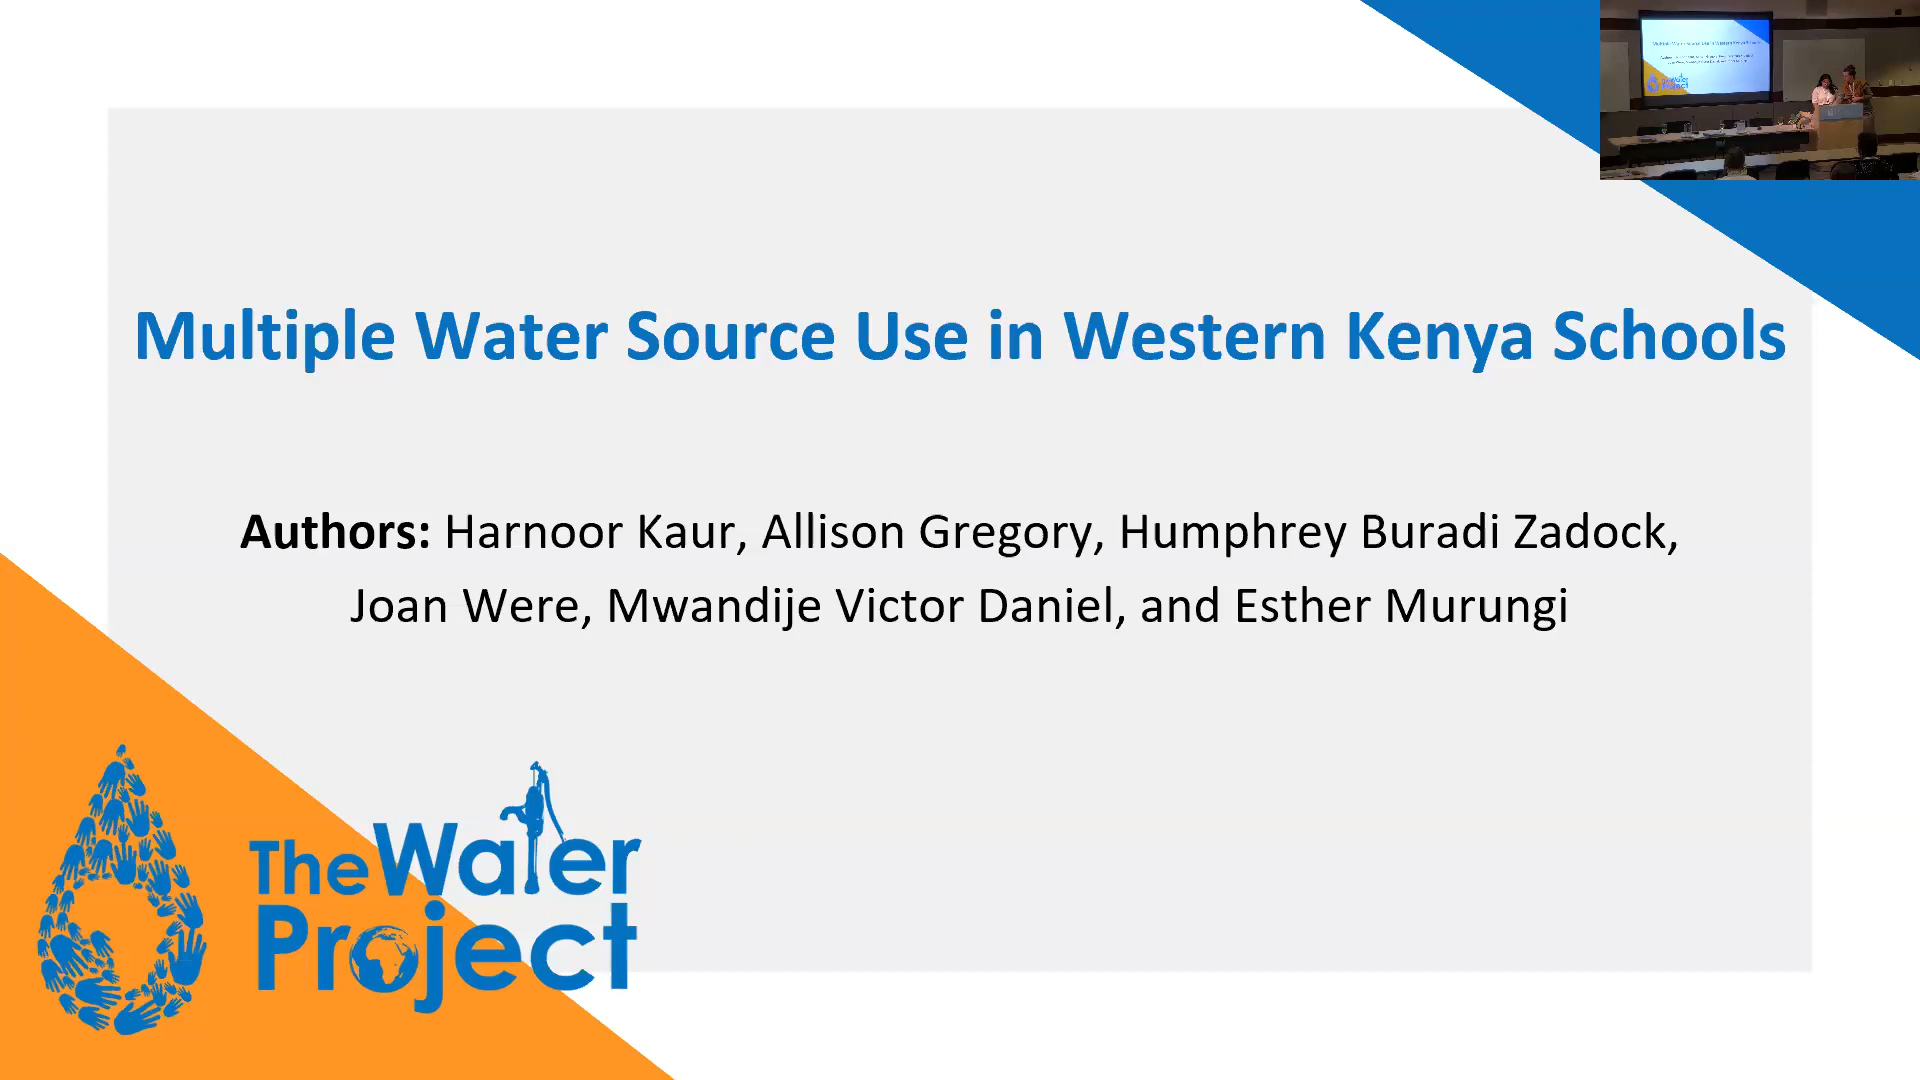 Multiple Water Source Use in Western Kenya Schools
Authors: Harnoor Kaur, Allison Gregory, Humphrey Buradi Zadock,
Joan Were, Mwandije Victor Daniel, and Esther Murungi
The Water
Project